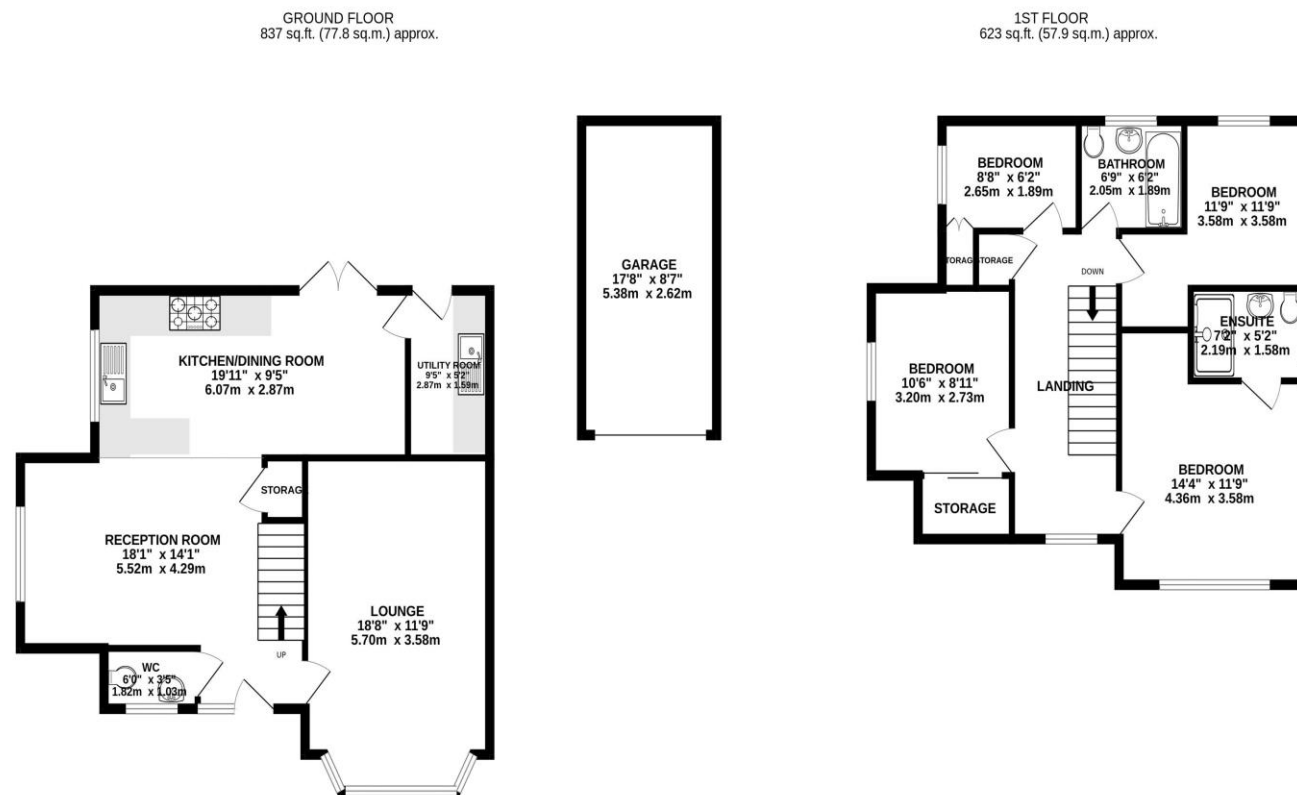 GROUND FLOOR
837 sq.ft. (77.8 sq.m.) approx.
1ST FLOOR
623 sq.ft. (57.9 sq.m.) approx.
GARAGE
17'8" x 8'7"
5.38m x 2.62m
KITCHEN/DINING ROOM
19'11" x 9'5"
6.07m x 2.87m
UTILITY ROOM
9'5" x 5'2"
2.87m x 1.59m
STORAG
RECEPTION ROOM
18'1" x 14'1"
5.52m x 4.29m
LOUNGE
18'8" x 11'9"
5.70m x 3.58m
UP
WC
6'0" x 3'5"
1.82m x 1.03m
BEDROOM
8'8" x 6'2"
2.65m x 1.89m
BATHROOM
6'9" x 6'2"
2.05m x 1.89m
BEDROOM
11'9" x 11'9"
3.58m x 3.58m
TORAG
STORAGE
DOWN
ENSUITE
7'2" x 5'2"
2.19m x 1.58m
BEDROOM
10'6" x 8'11"
3.20m x 2.73m
LANDING
BEDROOM
14'4" x 11'9"
4.36m x 3.58m
STORAGE